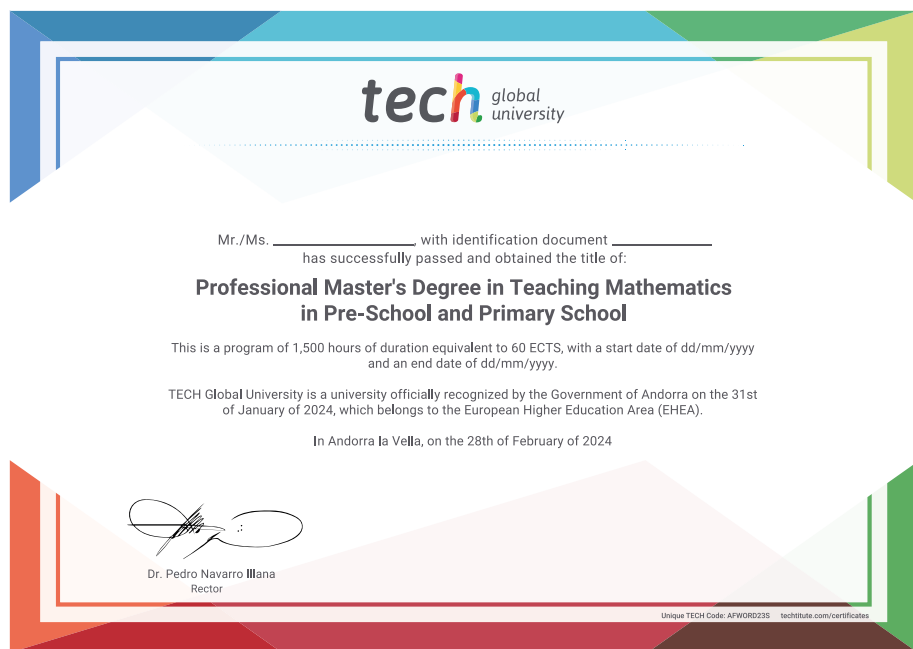 tech global university
Mr./Ms. ____________, with identification document ____________
has successfully passed and obtained the title of:
Professional Master's Degree in Teaching Mathematics
in Pre-School and Primary School
This is a program of 1,500 hours of duration equivalent to 60 ECTS, with a start date of dd/mm/yyyy
and an end date of dd/mm/yyyy.
TECH Global University is a university officially recognized by the Government of Andorra on the 31st
of January of 2024, which belongs to the European Higher Education Area (EHEA).
In Andorra la Vella, on the 28th of February of 2024
Dr. Pedro Navarro Illana
Rector
Unique TECH Code: AFWORD23S techtitute.com/certificates